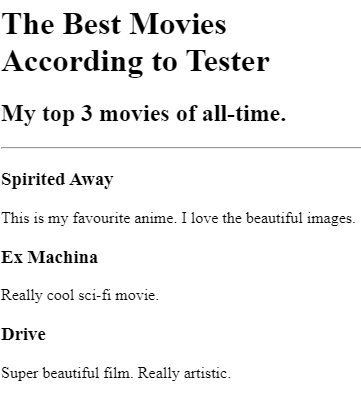 The Best Movies
According to Tester
My top 3 movies of all-time.
Spirited Away
This is my favourite anime. I love the beautiful images.
Ex Machina
Really cool sci-fi movie.
Drive
Super beautiful film. Really artistic.